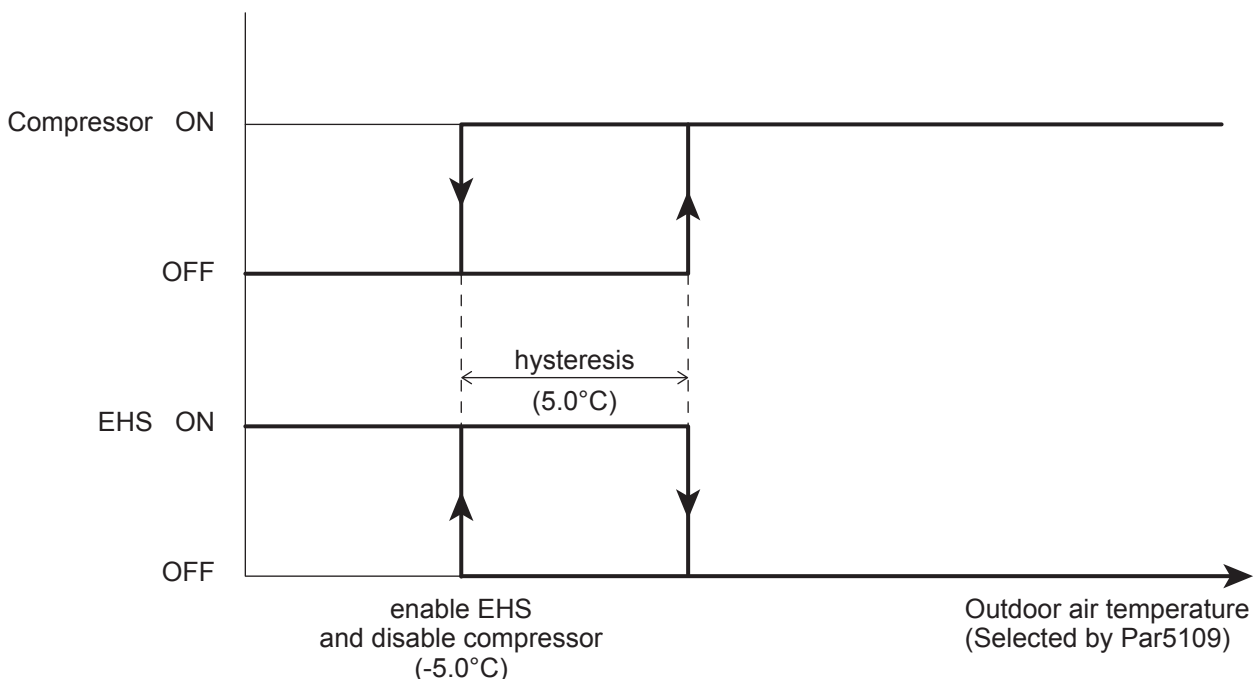 Compressor ON
OFF
hysteresis
(5.0°C)
EHS ON
OFF
enable EHS
and disable compressor
(-5.0°C)
Outdoor air temperature
(Selected by Par5109)